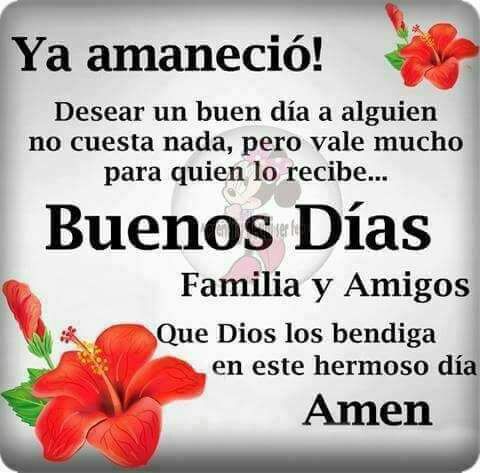 Ya amaneció!
Desear un buen día a alguien
no cuesta nada, pero vale mucho
para quien lo recibe...
Buenos Días
Familia y Amigos
Que Dios los bendiga
en este hermoso día
Amen